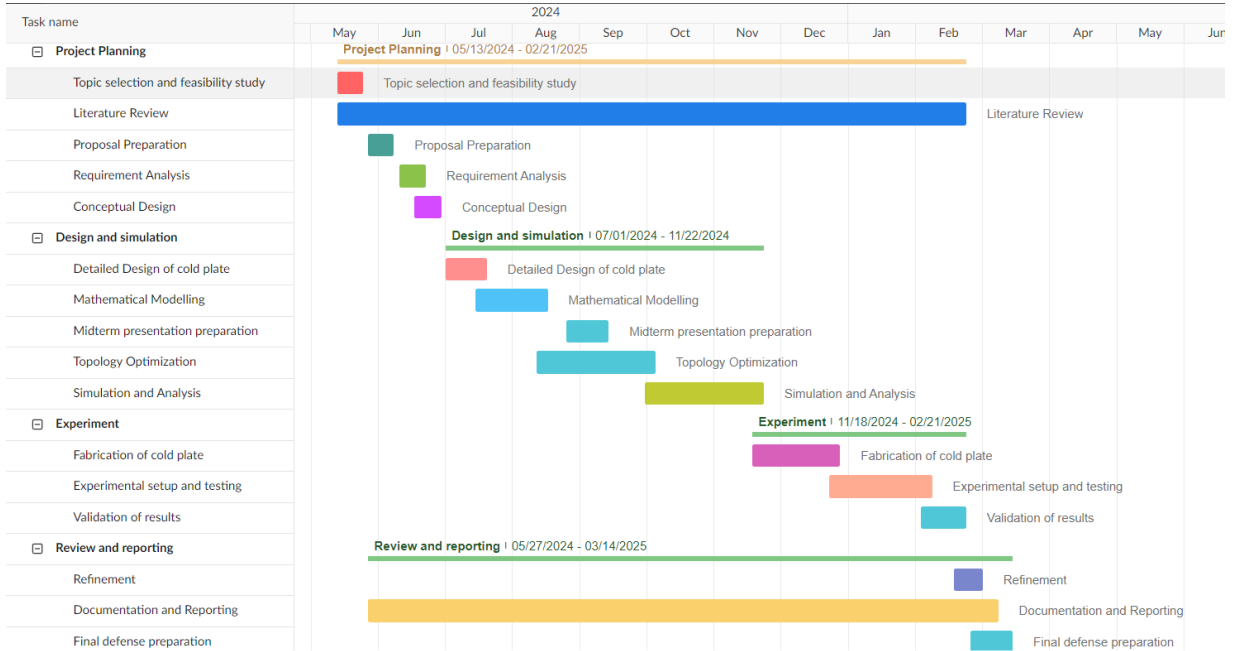 Task name
2024
May Jun Jul Aug Sep Oct Nov Dec Jan Feb Mar Apr May Jun
Project Planning Project Planning 05/13/2024 - 02/21/2025
Topic selection and feasibility study Topic selection and feasibility study
Literature Review Literature Review
Proposal Preparation Proposal Preparation
Requirement Analysis Requirement Analysis
Conceptual Design Conceptual Design
Design and simulation Design and simulation 07/01/2024 - 11/22/2024
Detailed Design of cold plate Detailed Design of cold plate
Mathematical Modelling Mathematical Modelling
Midterm presentation preparation Midterm presentation preparation
Topology Optimization Topology Optimization
Simulation and Analysis Simulation and Analysis
Experiment Experiment 11/18/2024 - 02/21/2025
Fabrication of cold plate Fabrication of cold plate
Experimental setup and testing Experimental setup and testing
Validation of results Validation of results
Review and reporting Review and reporting 05/27/2024 - 03/14/2025
Refinement Refinement
Documentation and Reporting Documentation and Reporting
Final defense preparation Final defense preparation